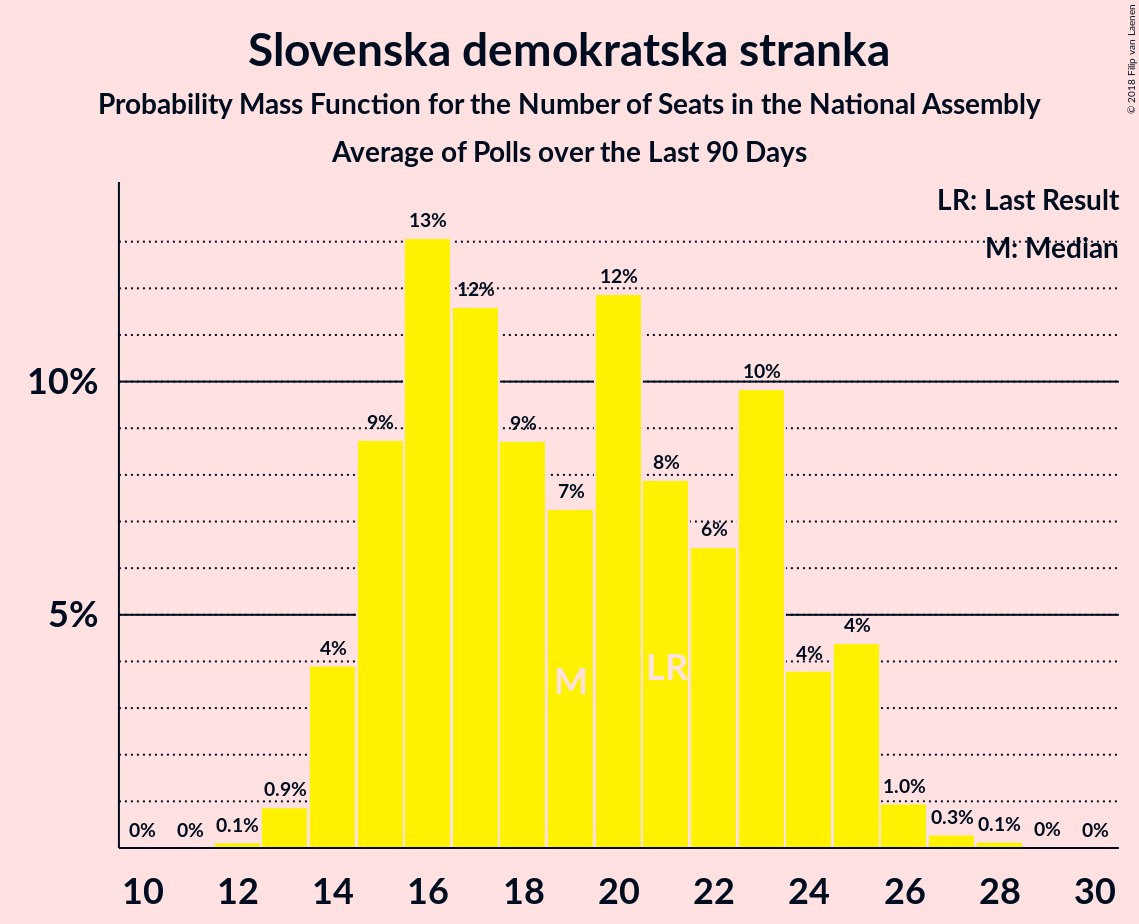 Slovenska demokratska stranka
Probability Mass Function for the Number of Seats in the National Assembly
Average of Polls over the Last 90 Days
© 2018 Filip van Laenen
LR: Last Result
M: Median
10%
5%
0% 0% 0.1% 0.9% 4% 9% 13% 12% 9% 7% 12% 8% 6% 10% 4% 4% 1.0% 0.3% 0.1% 0% 0%
M LR
10 12 14 16 18 20 22 24 26 28 30